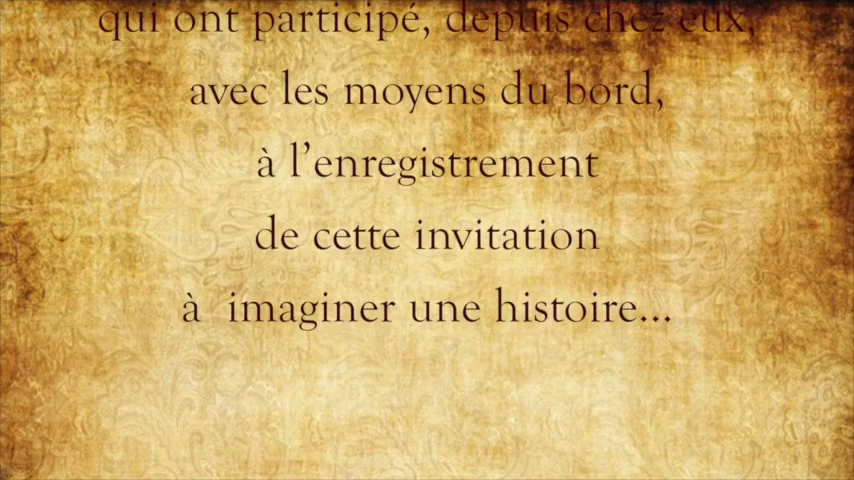 qui ont participé, depuis chez eux,
avec les moyens du bord,
à l’enregistrement
de cette invitation
à  imaginer une histoire...